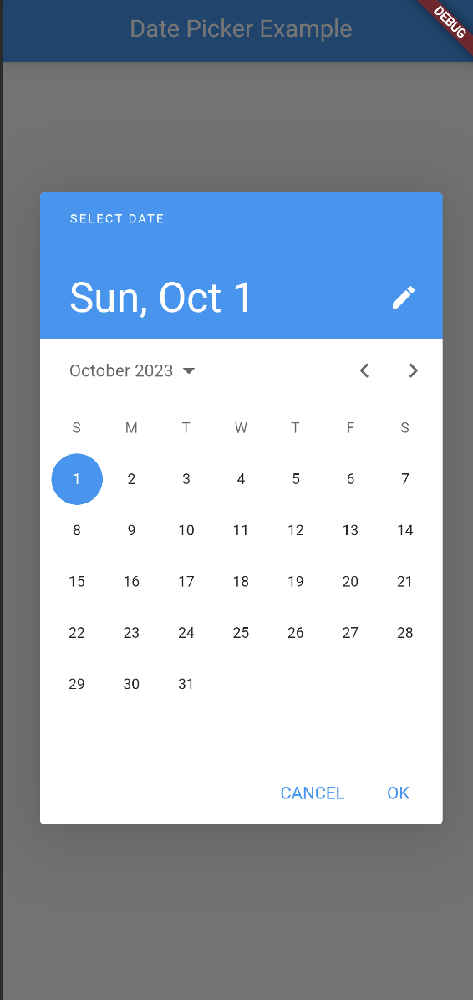 Date Picker Example
DEBUG
SELECT DATE
Sun, Oct 1
October 2023
S M T W T F S
1 2 3 4 5 6 7
8 9 10 11 12 13 14
15 16 17 18 19 20 21
22 23 24 25 26 27 28
29 30 31
CANCEL OK